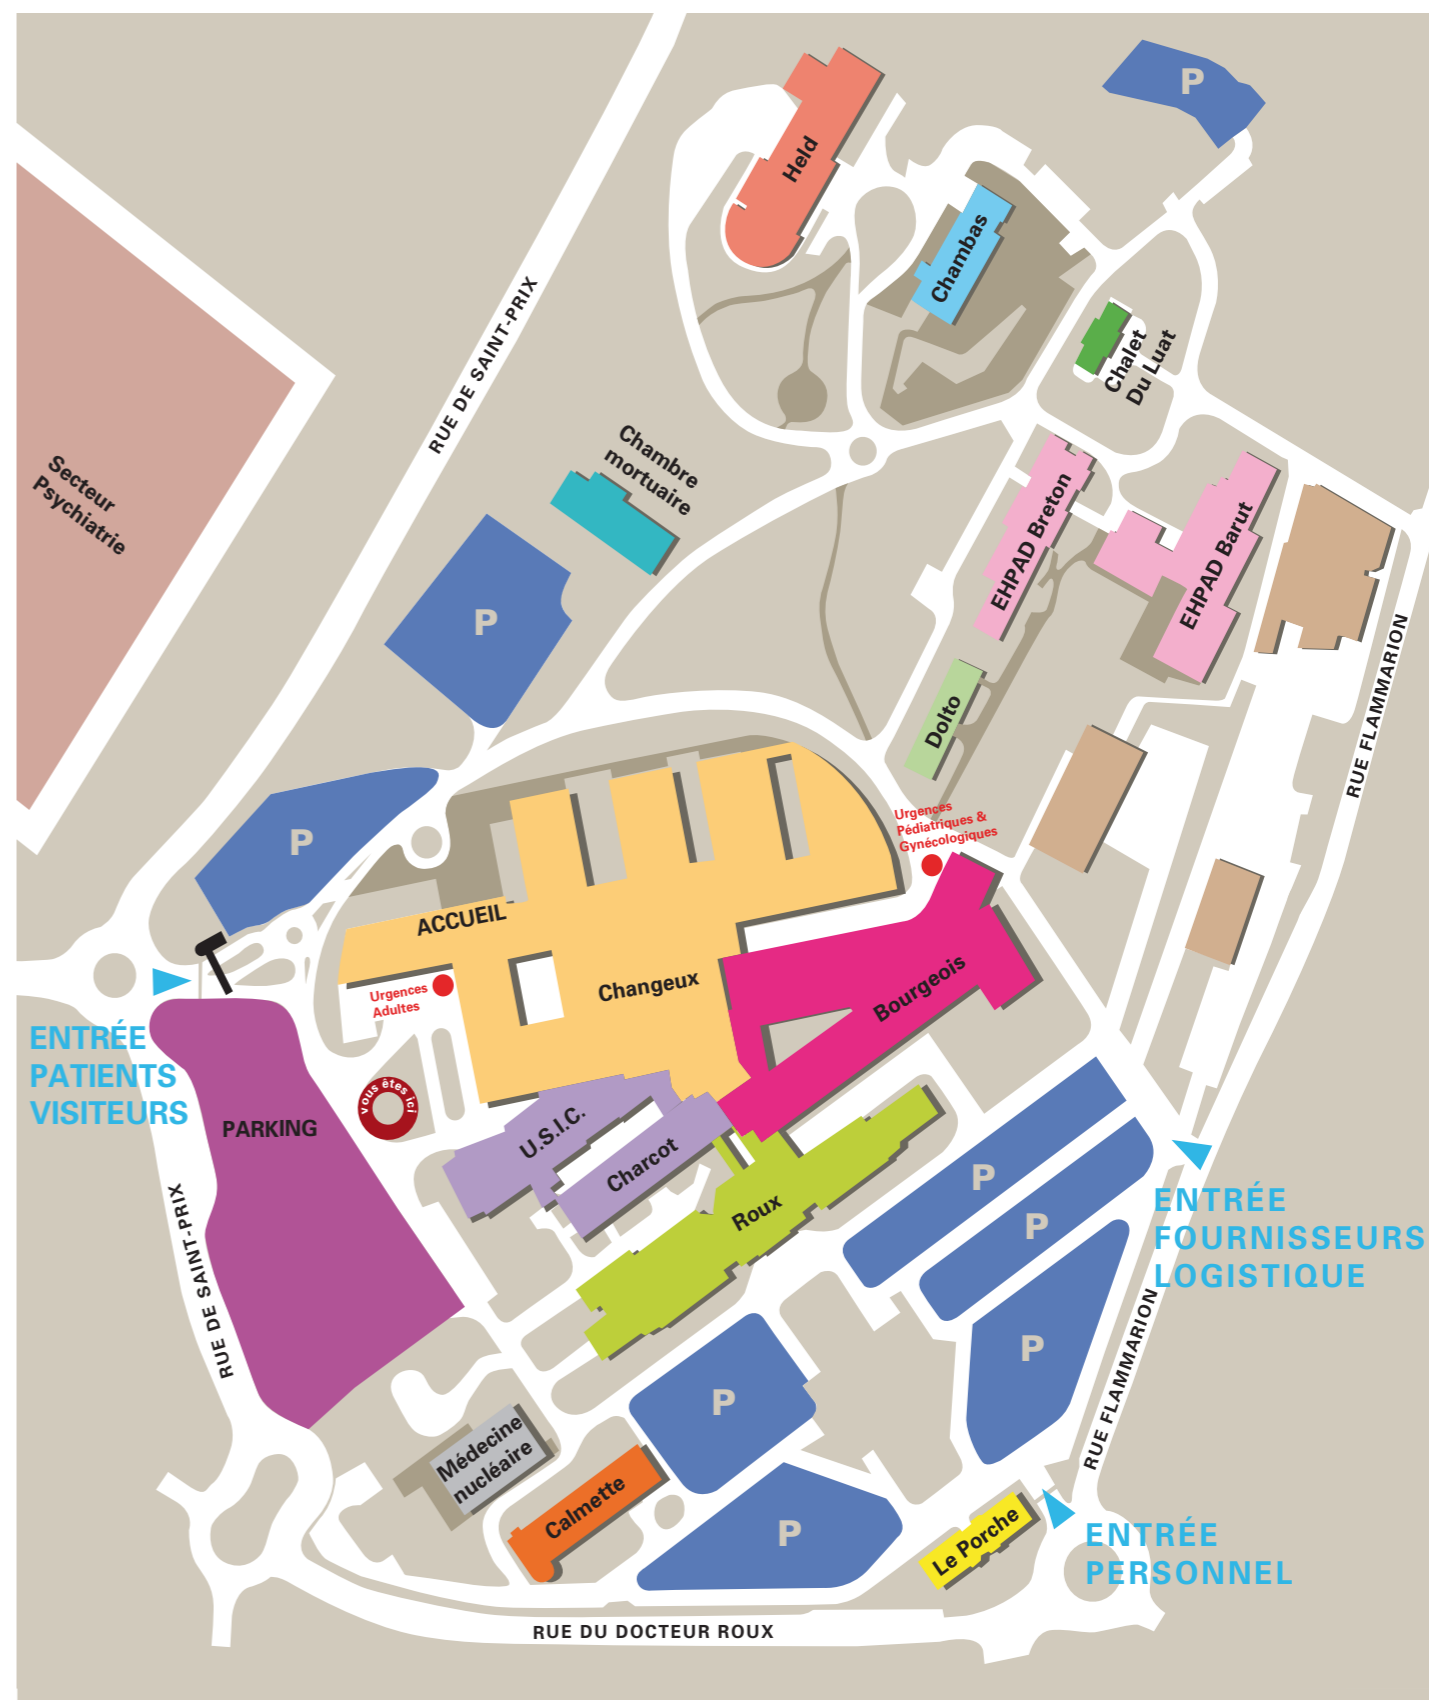 P
Held
Chambas
Chalet
Du Luat
RUE DE SAINT-PRIX
Chambre
mortuaire
Secteur
Psychiatrie
EHPAD Breton
EHPAD Barut
P
RUE FLAMMARION
Dolto
Urgences
Pédiatriques &
Gynécologiques
P
ACCUEIL
Changeux
Bourgeois
Urgences
Adultes
ENTRÉE
PATIENTS
VISITEURS
vous êtes ici
PARKING
U.S.I.C.
Charcot
Roux
P
P
ENTRÉE
FOURNISSEURS
LOGISTIQUE
RUE DE SAINT-PRIX
P
RUE FLAMMARION
P
Médecine
nucléaire
Calmette
P
Le Porche
ENTRÉE
PERSONNEL
RUE DU DOCTEUR ROUX